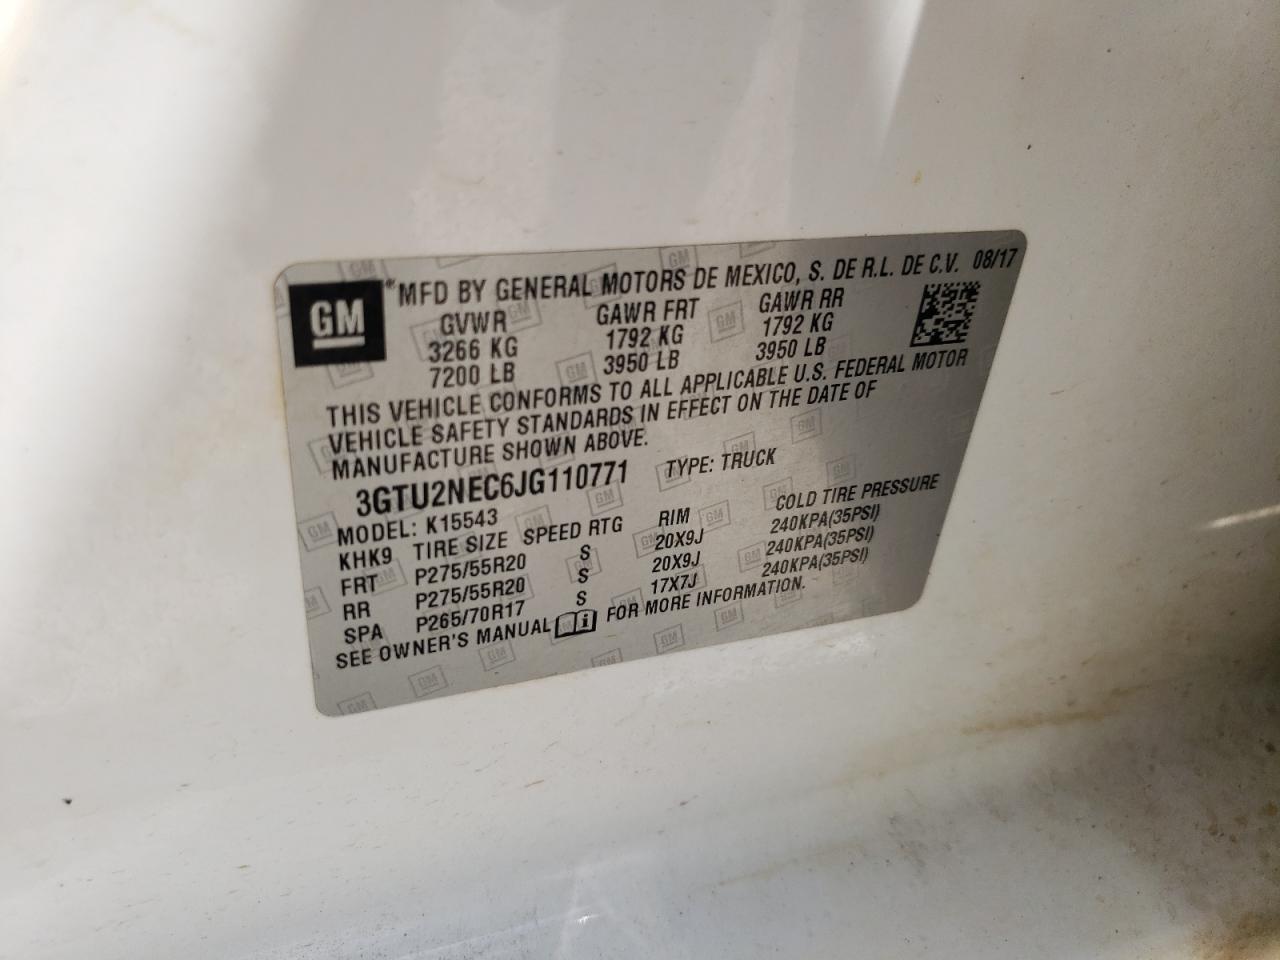 GM *MFD BY GENERAL MOTORS DE MEXICO, S. DE R.L. DE C.V. 08/17
GVWR GAWR FRT GAWR RR
3266 KG 1792 KG 1792 KG
7200 LB 3950 LB 3950 LB
THIS VEHICLE CONFORMS TO ALL APPLICABLE U.S. FEDERAL MOTOR
VEHICLE SAFETY STANDARDS IN EFFECT ON THE DATE OF
MANUFACTURE SHOWN ABOVE.
3GTU2NEC6JG110771 TYPE: TRUCK
MODEL: K15543
KHK9 TIRE SIZE SPEED RTG RIM COLD TIRE PRESSURE
FRT P275/55R20 S 20X9J 240KPA(35PSI)
RR P275/55R20 S 20X9J 240KPA(35PSI)
SPA P265/70R17 S 17X7J 240KPA(35PSI)
SEE OWNER'S MANUAL i FOR MORE INFORMATION.